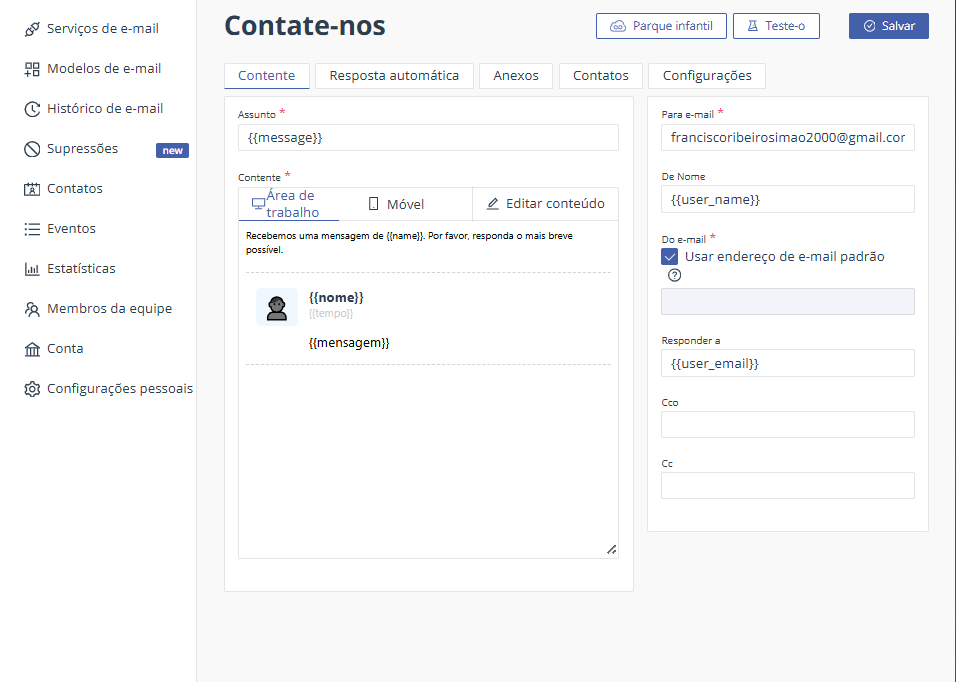 Serviços de e-mail
Modelos de e-mail
Histórico de e-mail
Supressões
new
Contatos
Eventos
Estatísticas
Membros da equipe
Conta
Configurações pessoais
Contate-nos
Parque infantil
Teste-o
Salvar
Contente
Resposta automática
Anexos
Contatos
Configurações
Assunto *
{{message}}
Contente *
Área de
trabalho
Móvel
Editar conteúdo
Recebemos uma mensagem de {{name}}. Por favor, responda o mais breve
possível.
{{nome}}
{{tempo}}
{{mensagem}}
Para e-mail *
franciscoribeirosimao2000@gmail.cor
De Nome
{{user_name}}
Do e-mail *
Usar endereço de e-mail padrão
?
Responder a
{{user_email}}
Cco
Cc